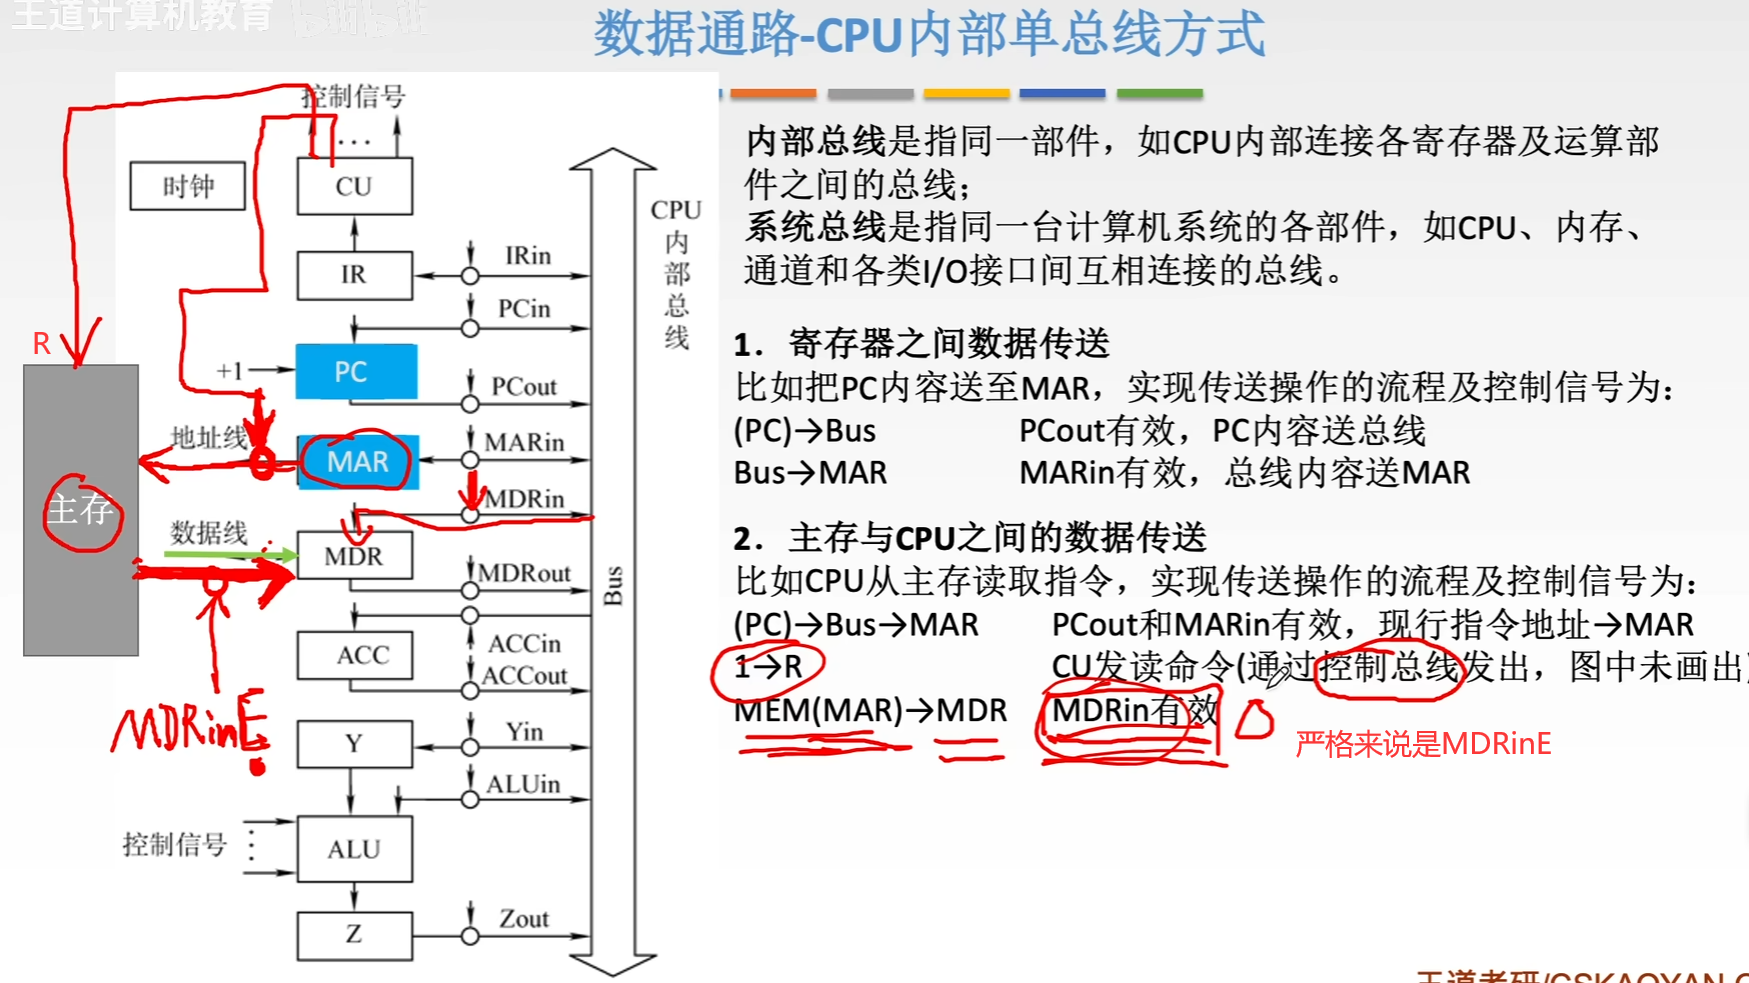 王道计算机教育 bilibili
数据通路-CPU内部单总线方式
控制信号
...
时钟
CU
CPU内部总线
IR
IRin
PCin
R
+1
PC
PCout
地址线
MAR
MARin
主存
MDRin
数据线
MDR
MDRout
Bus
ACC
ACCin
ACCout
MDRinE
Y
Yin
ALUin
控制信号
ALU
Z
Zout
内部总线是指同一部件，如CPU内部连接各寄存器及运算部
件之间的总线；
系统总线是指同一台计算机系统的各部件，如CPU、内存、
通道和各类I/O接口间互相连接的总线。
1．寄存器之间数据传送
比如把PC内容送至MAR，实现传送操作的流程及控制信号为：
(PC)→Bus PCout有效，PC内容送总线
Bus→MAR MARin有效，总线内容送MAR
2．主存与CPU之间的数据传送
比如CPU从主存读取指令，实现传送操作的流程及控制信号为：
(PC)→Bus→MAR PCout和MARin有效，现行指令地址→MAR
1→R CU发读命令(通过控制总线发出，图中未画出)
MEM(MAR)→MDR MDRin有效
严格来说是MDRinE
王道考研/CSKAOYAN.C